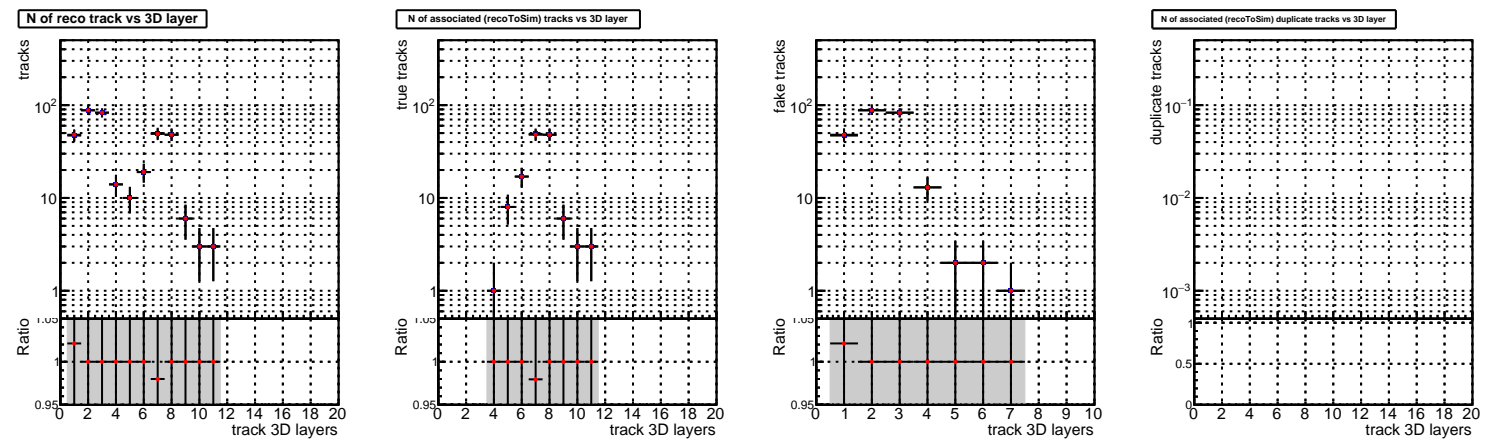 N of reco track vs 3D layer
tracks
10²
10
1
Ratio
1.05
1
0.95
0 2 4 6 8 10 12 14 16 18 20
track 3D layers
N of associated (recoToSim) tracks vs 3D layer
true tracks
10²
10
1
Ratio
1.05
1
0.95
0 2 4 6 8 10 12 14 16 18 20
track 3D layers
fake tracks
10²
10
1
Ratio
1.05
1
0.95
0 1 2 3 4 5 6 7 8 9 10
track 3D layers
N of associated (recoToSim) duplicate tracks vs 3D layer
duplicate tracks
10⁻¹
10⁻²
10⁻³
Ratio
1
0.5
0
0 2 4 6 8 10 12 14 16 18 20
track 3D layers